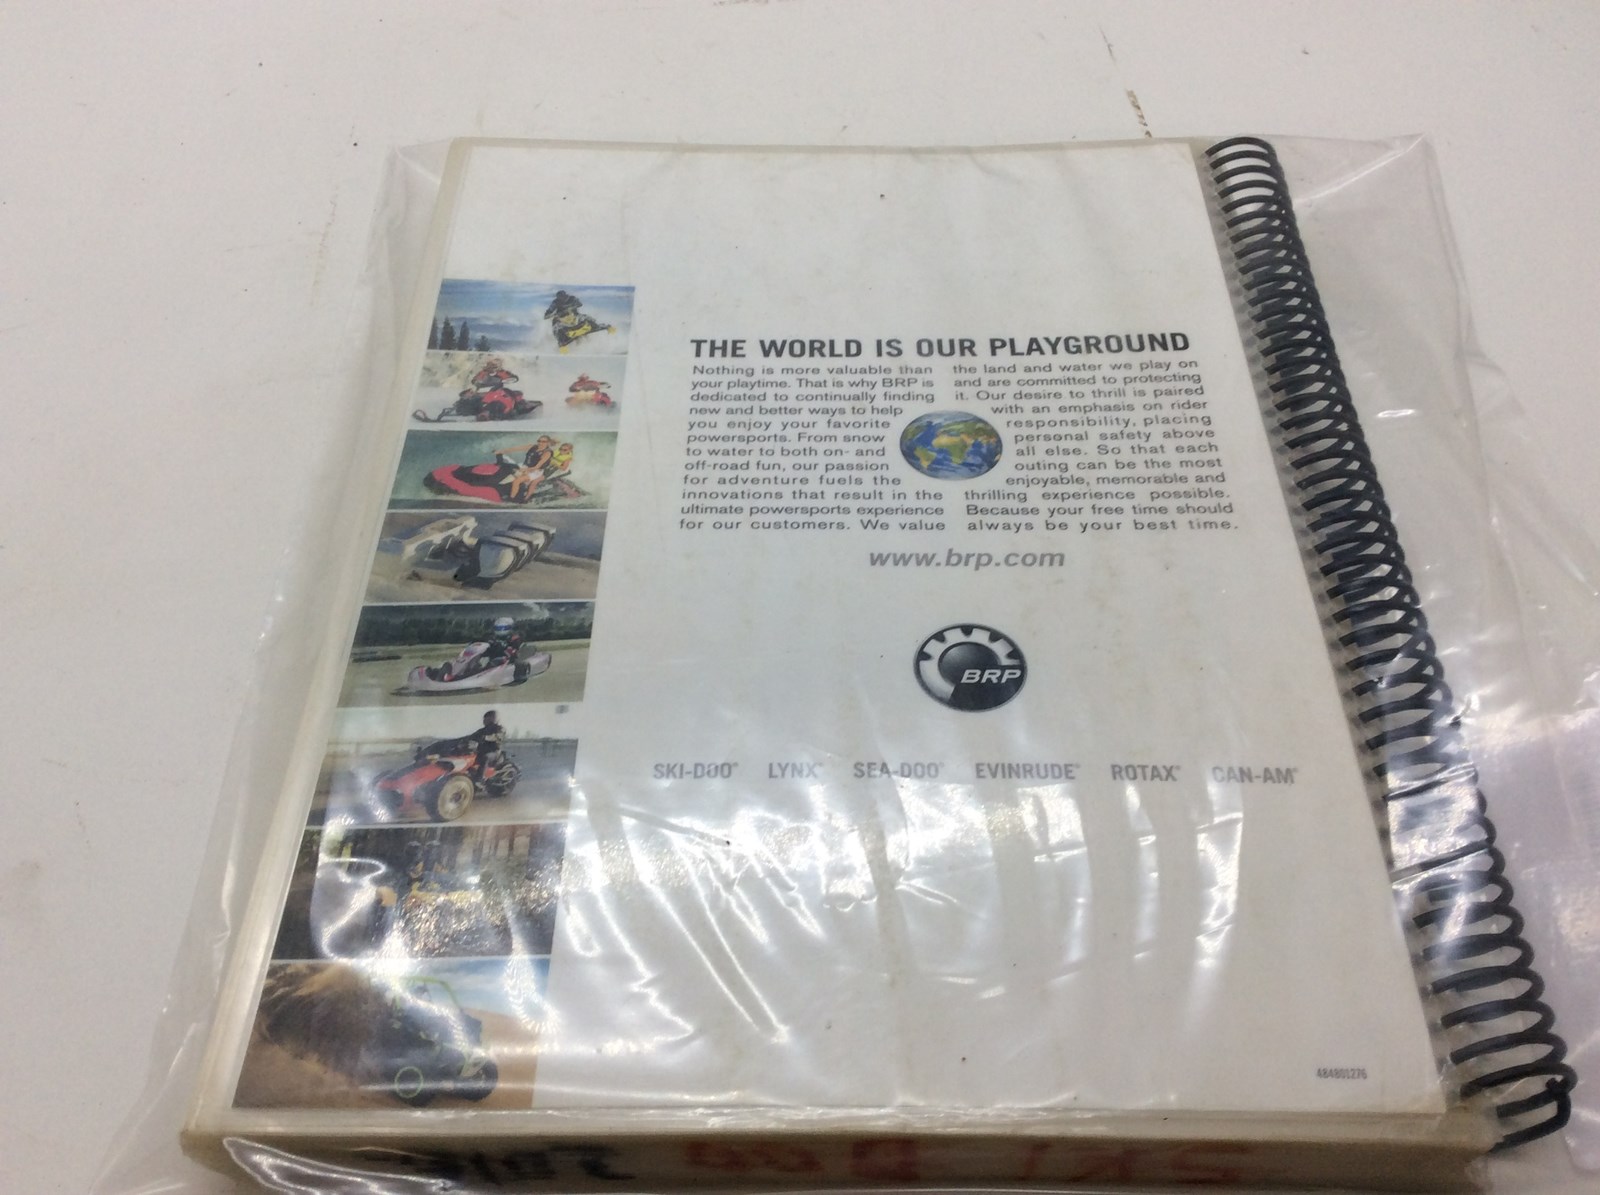 THE WORLD IS OUR PLAYGROUND
Nothing is more valuable than
your playtime. That is why BRP is
dedicated to continually finding
new and better ways to help
you enjoy your favorite
powersports. From snow
to water to both on- and
off-road fun, our passion
for adventure fuels the
innovations that result in the
ultimate powersports experience
for our customers. We value
the land and water we play on
and are committed to protecting
it. Our desire to thrill is paired
with an emphasis on rider
responsibility, placing
personal safety above
all else. So that each
outing can be the most
enjoyable, memorable and
thrilling experience possible.
Because your free time should
always be your best time.
www.brp.com
BRP
SKI-DOO® LYNX® SEA-DOO® EVINRUDE® ROTAX® CAN-AM®
484801276